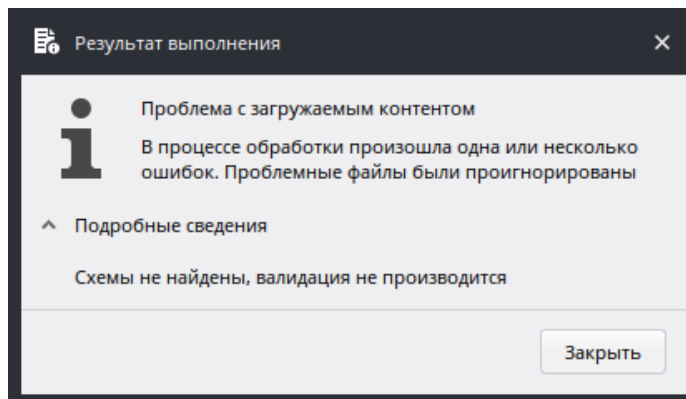 Результат выполнения
Проблема с загружаемым контентом
В процессе обработки произошла одна или несколько
ошибок. Проблемные файлы были проигнорированы
Подробные сведения
Схемы не найдены, валидация не производится
Закрыть